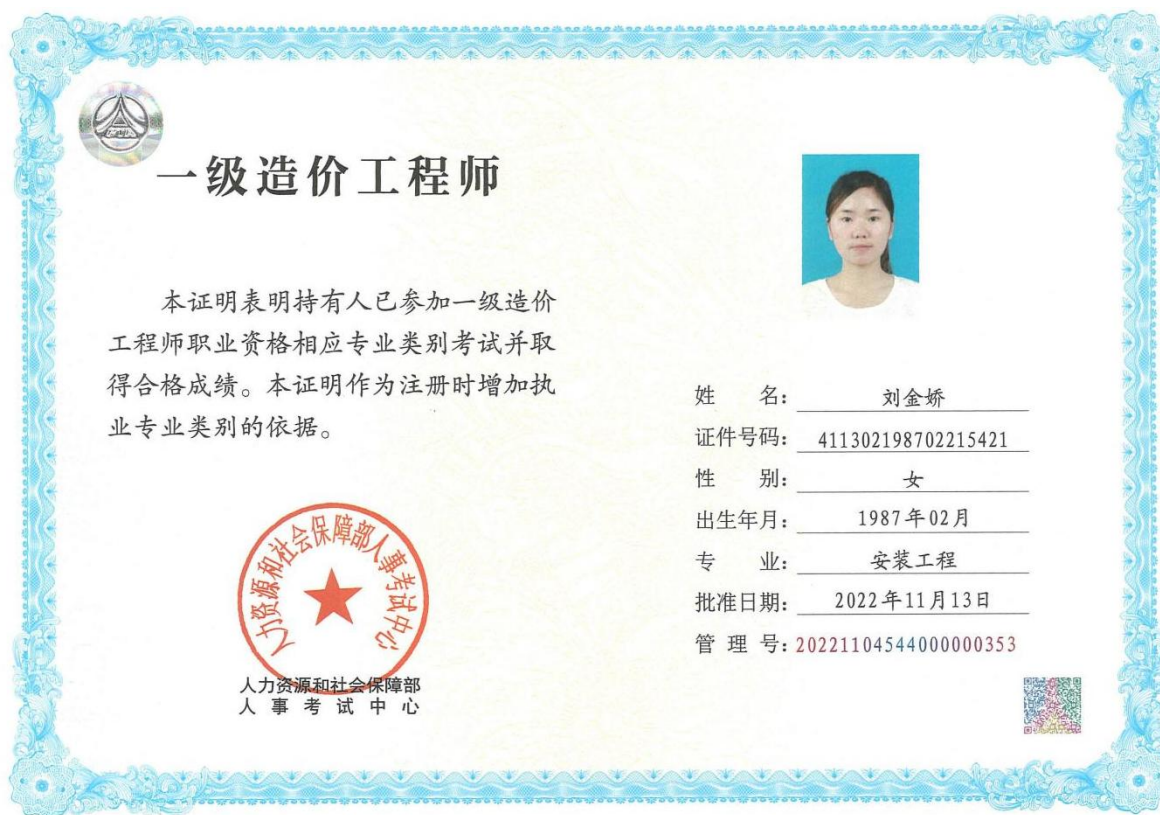 一级造价工程师
本证明表明持有人已参加一级造价
工程师职业资格相应专业类别考试并取
得合格成绩。本证明作为注册时增加执
业专业类别的依据。
人力资源和社会保障部人事考试中心
人力资源和社会保障部
人事考试中心
姓 名: 刘金娇
证件号码: 411302198702215421
性 别: 女
出生年月: 1987年02月
专 业: 安装工程
批准日期: 2022年11月13日
管 理 号: 20221104544000000353